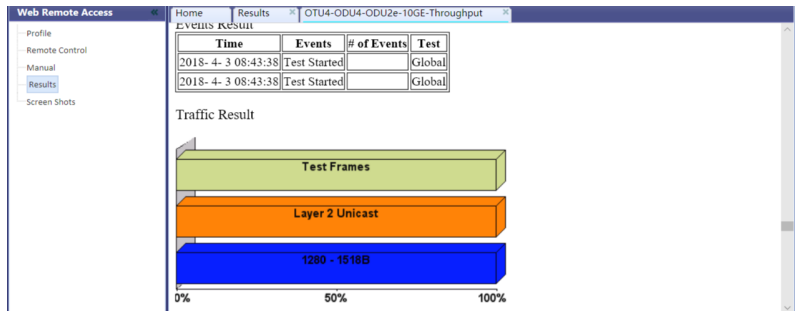 Web Remote Access
Profile
Remote Control
Manual
Results
Screen Shots
Home Results OTU4-ODU4-ODU2e-10GE-Throughput
Events Result
Time Events # of Events Test
2018- 4- 3 08:43:38 Test Started Global
2018- 4- 3 08:43:38 Test Started Global
Traffic Result
Test Frames
Layer 2 Unicast
1280 - 1518B
0% 50% 100%